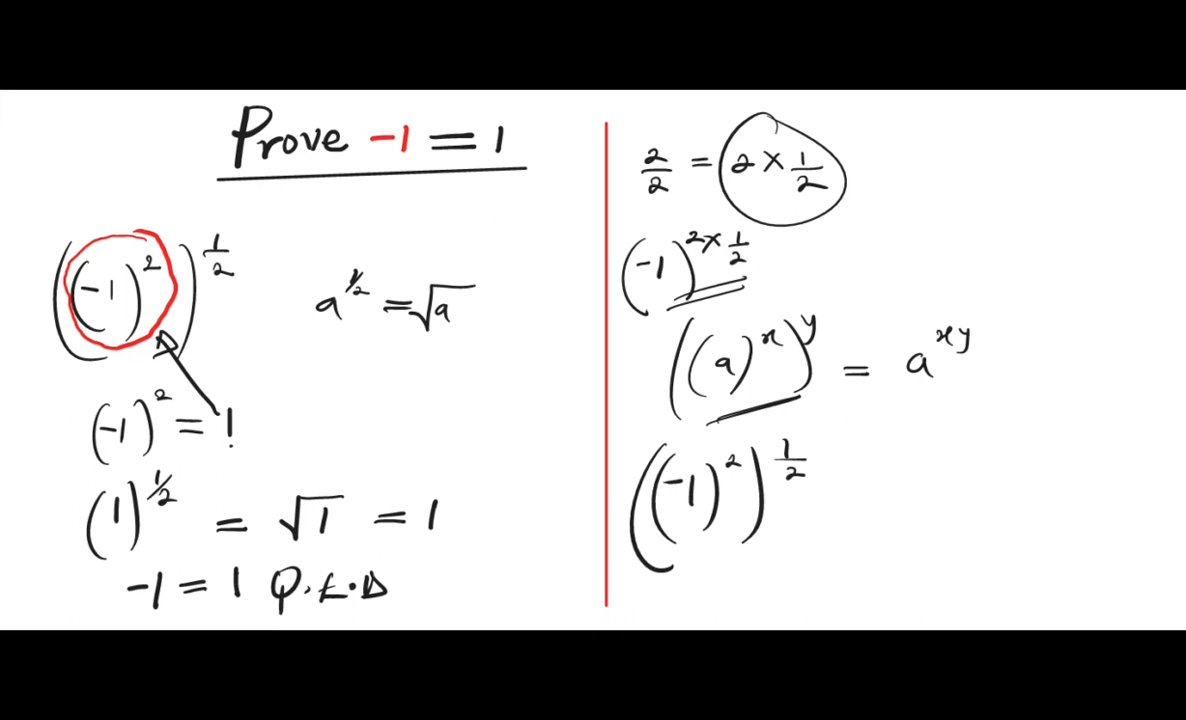 Prove -1 = 1
((-1)^2)^1/2
a^1/2 = √a
(-1)^2 = 1
(1)^1/2 = √1 = 1
-1 = 1 Q.E.D
2/2 = 2 × 1/2
(-1)^2×1/2
((a)^x)^y = a^xy
((-1)^2)^1/2